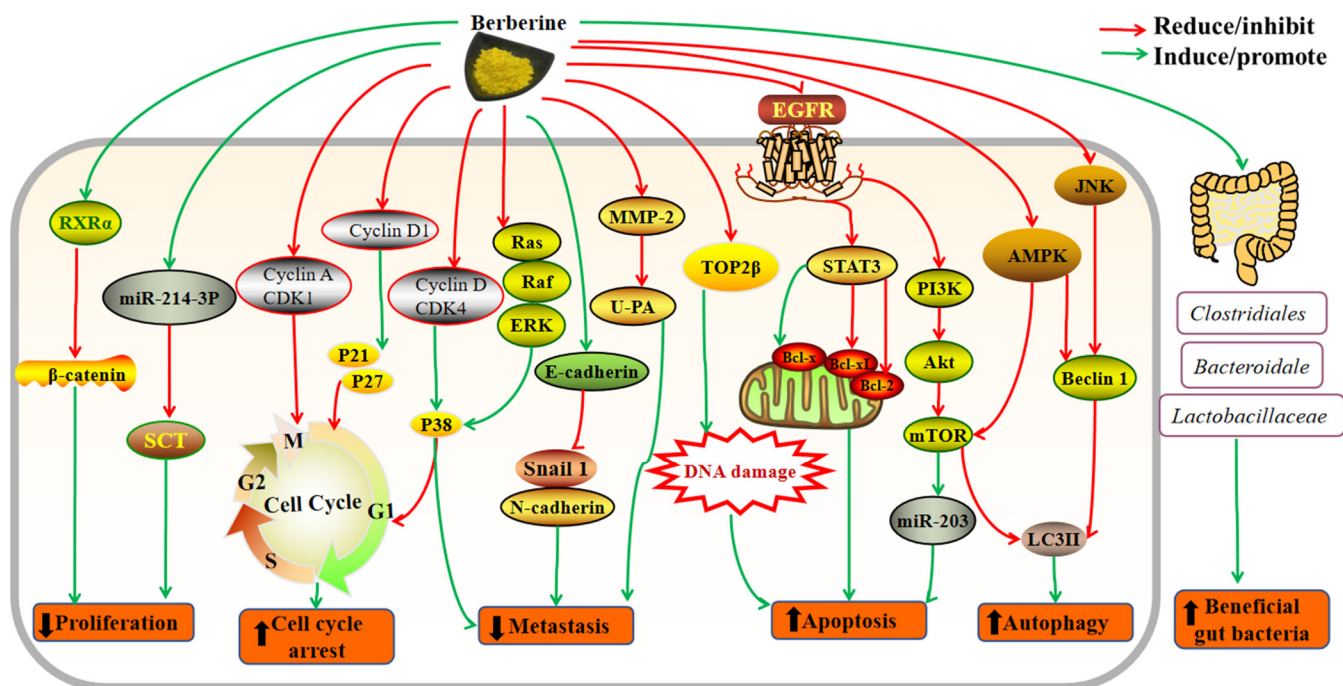 Berberine
Reduce/inhibit
Induce/promote
EGFR
JNK
RXRα
Cyclin D1
MMP-2
Ras
Cyclin A
CDK1
miR-214-3P
Cyclin D
CDK4
Raf
TOP2β
STAT3
AMPK
PI3K
U-PA
ERK
Clostridiales
P21
P27
β-catenin
E-cadherin
Bcl-x
Bcl-xL
Bcl-2
Akt
Beclin 1
Bacteroidale
Lactobacillaceae
SCT
P38
mTOR
M
G2
Cell Cycle
G1
S
Snail 1
N-cadherin
DNA damage
miR-203
LC3II
Proliferation
Cell cycle
arrest
Metastasis
Apoptosis
Autophagy
Beneficial
gut bacteria